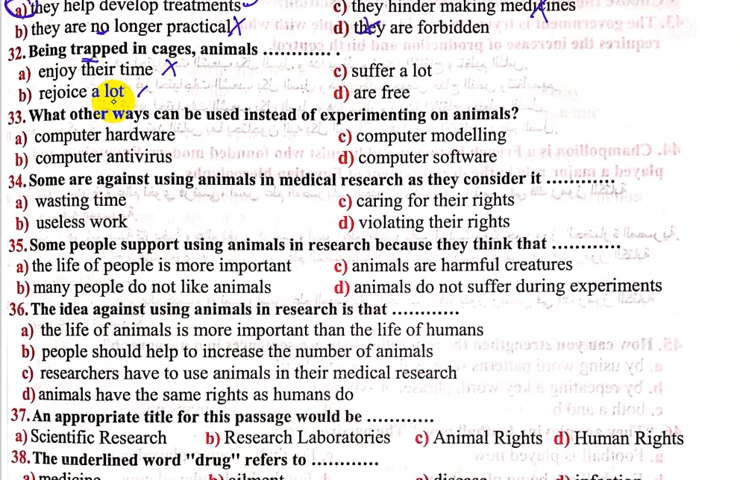 a) they help develop treatments c) they hinder making medicines
b) they are no longer practical d) they are forbidden
32. Being trapped in cages, animals .............
a) enjoy their time c) suffer a lot
b) rejoice a lot d) are free
33. What other ways can be used instead of experimenting on animals?
a) computer hardware c) computer modelling
b) computer antivirus d) computer software
34. Some are against using animals in medical research as they consider it ............
a) wasting time c) caring for their rights
b) useless work d) violating their rights
35. Some people support using animals in research because they think that ............
a) the life of people is more important c) animals are harmful creatures
b) many people do not like animals d) animals do not suffer during experiments
36. The idea against using animals in research is that ............
a) the life of animals is more important than the life of humans
b) people should help to increase the number of animals
c) researchers have to use animals in their medical research
d) animals have the same rights as humans do
37. An appropriate title for this passage would be ............
a) Scientific Research b) Research Laboratories c) Animal Rights d) Human Rights
38. The underlined word "drug" refers to ............
a) medicine b) ailment c) disease d) infection